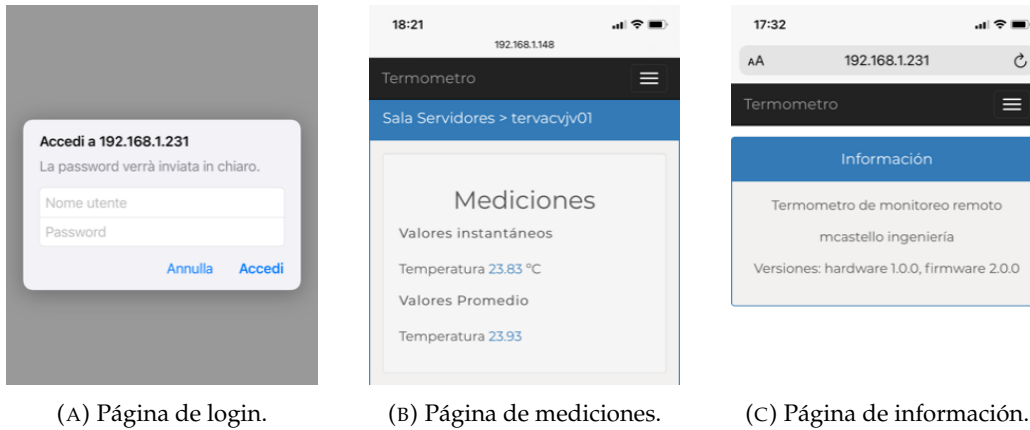 Accedi a 192.168.1.231
La password verrà inviata in chiaro.
Nome utente
Password
Annulla Accedi
(A) Página de login.
18:21
192.168.1.148
Termometro
Sala Servidores > tervacvjv01
Mediciones
Valores instantáneos
Temperatura 23.83 °C
Valores Promedio
Temperatura 23.93
(B) Página de mediciones.
17:32
AA 192.168.1.231
Termometro
Información
Termometro de monitoreo remoto
mcastello ingeniería
Versiones: hardware 1.0.0, firmware 2.0.0
(C) Página de información.